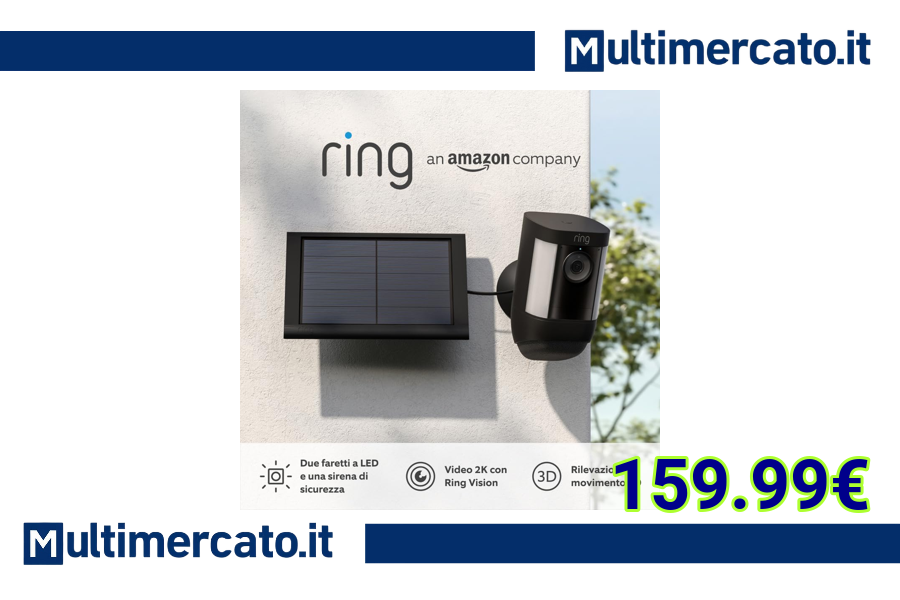 Multimercato.it
ring an amazon company
ring
Due faretti a LED
e una sirena di
sicurezza
Video 2K con
Ring Vision
3D
movimento
159.99€
Multimercato.it